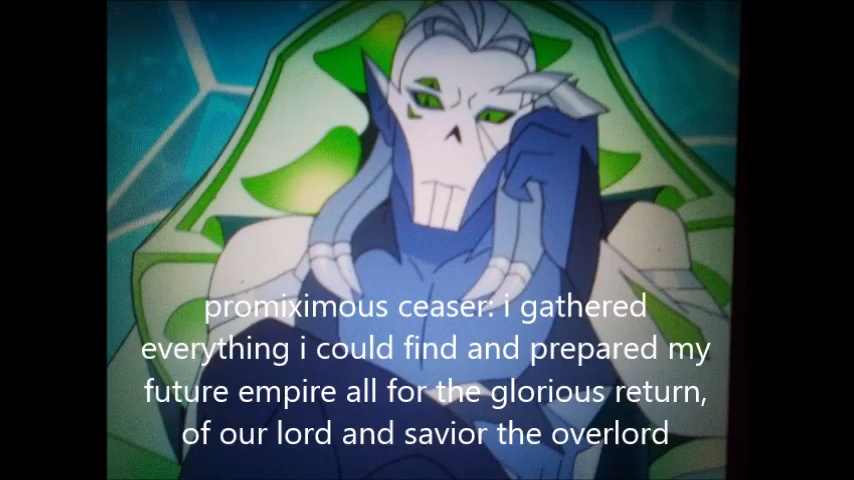 promiximous ceaser: i gathered
everything i could find and prepared my
future empire all for the glorious return,
of our lord and savior the overlord